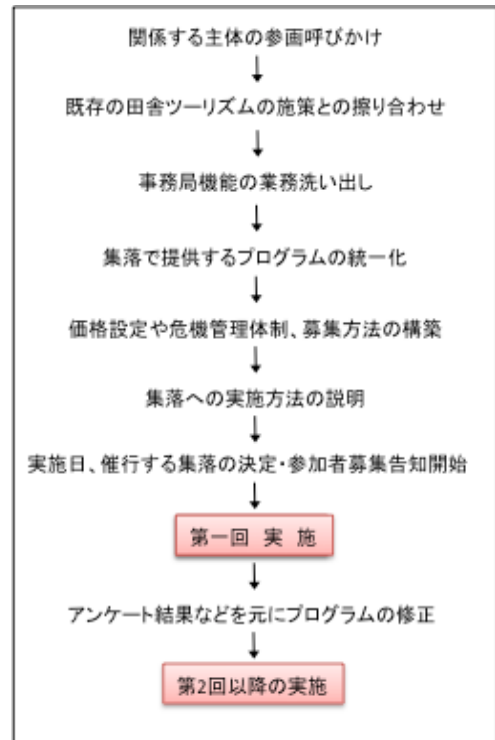 関係する主体の参画呼びかけ
既存の田舎ツーリズムの施策との擦り合わせ
事務局機能の業務洗い出し
集落で提供するプログラムの統一化
価格設定や危機管理体制、募集方法の構築
集落への実施方法の説明
実施日、催行する集落の決定・参加者募集告知開始
第一回 実 施
アンケート結果などを元にプログラムの修正
第2回以降の実施